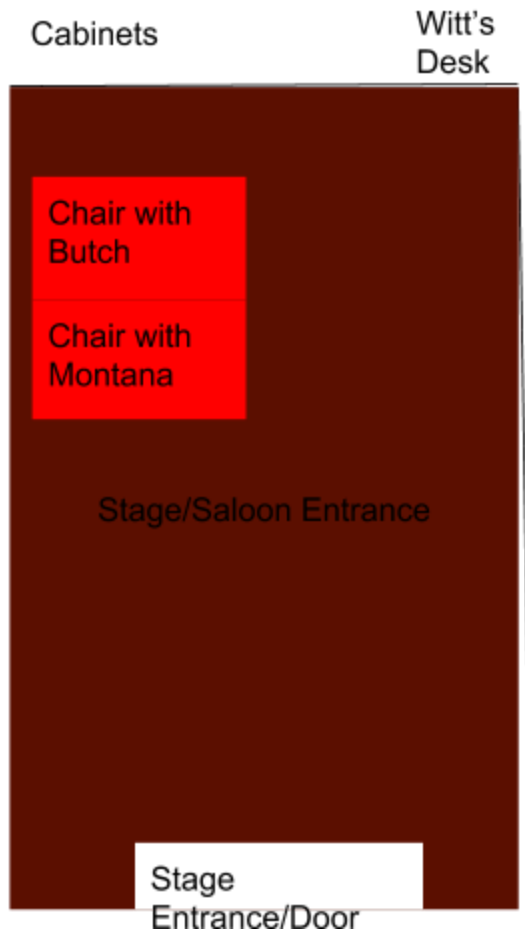 Cabinets
Witt’s
Desk
Chair with
Butch
Chair with
Montana
Stage/Saloon Entrance
Stage
Entrance/Door